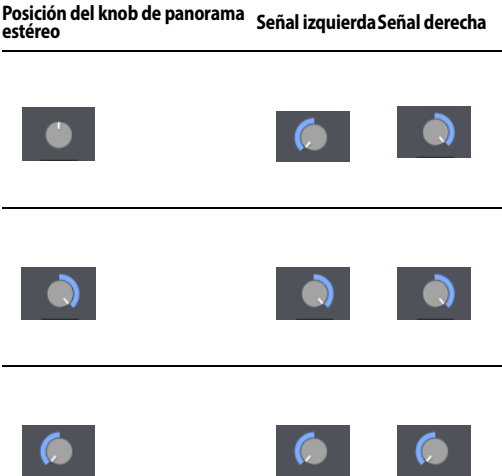 Posición del knob de panorama
estéreo
Señal izquierda Señal derecha